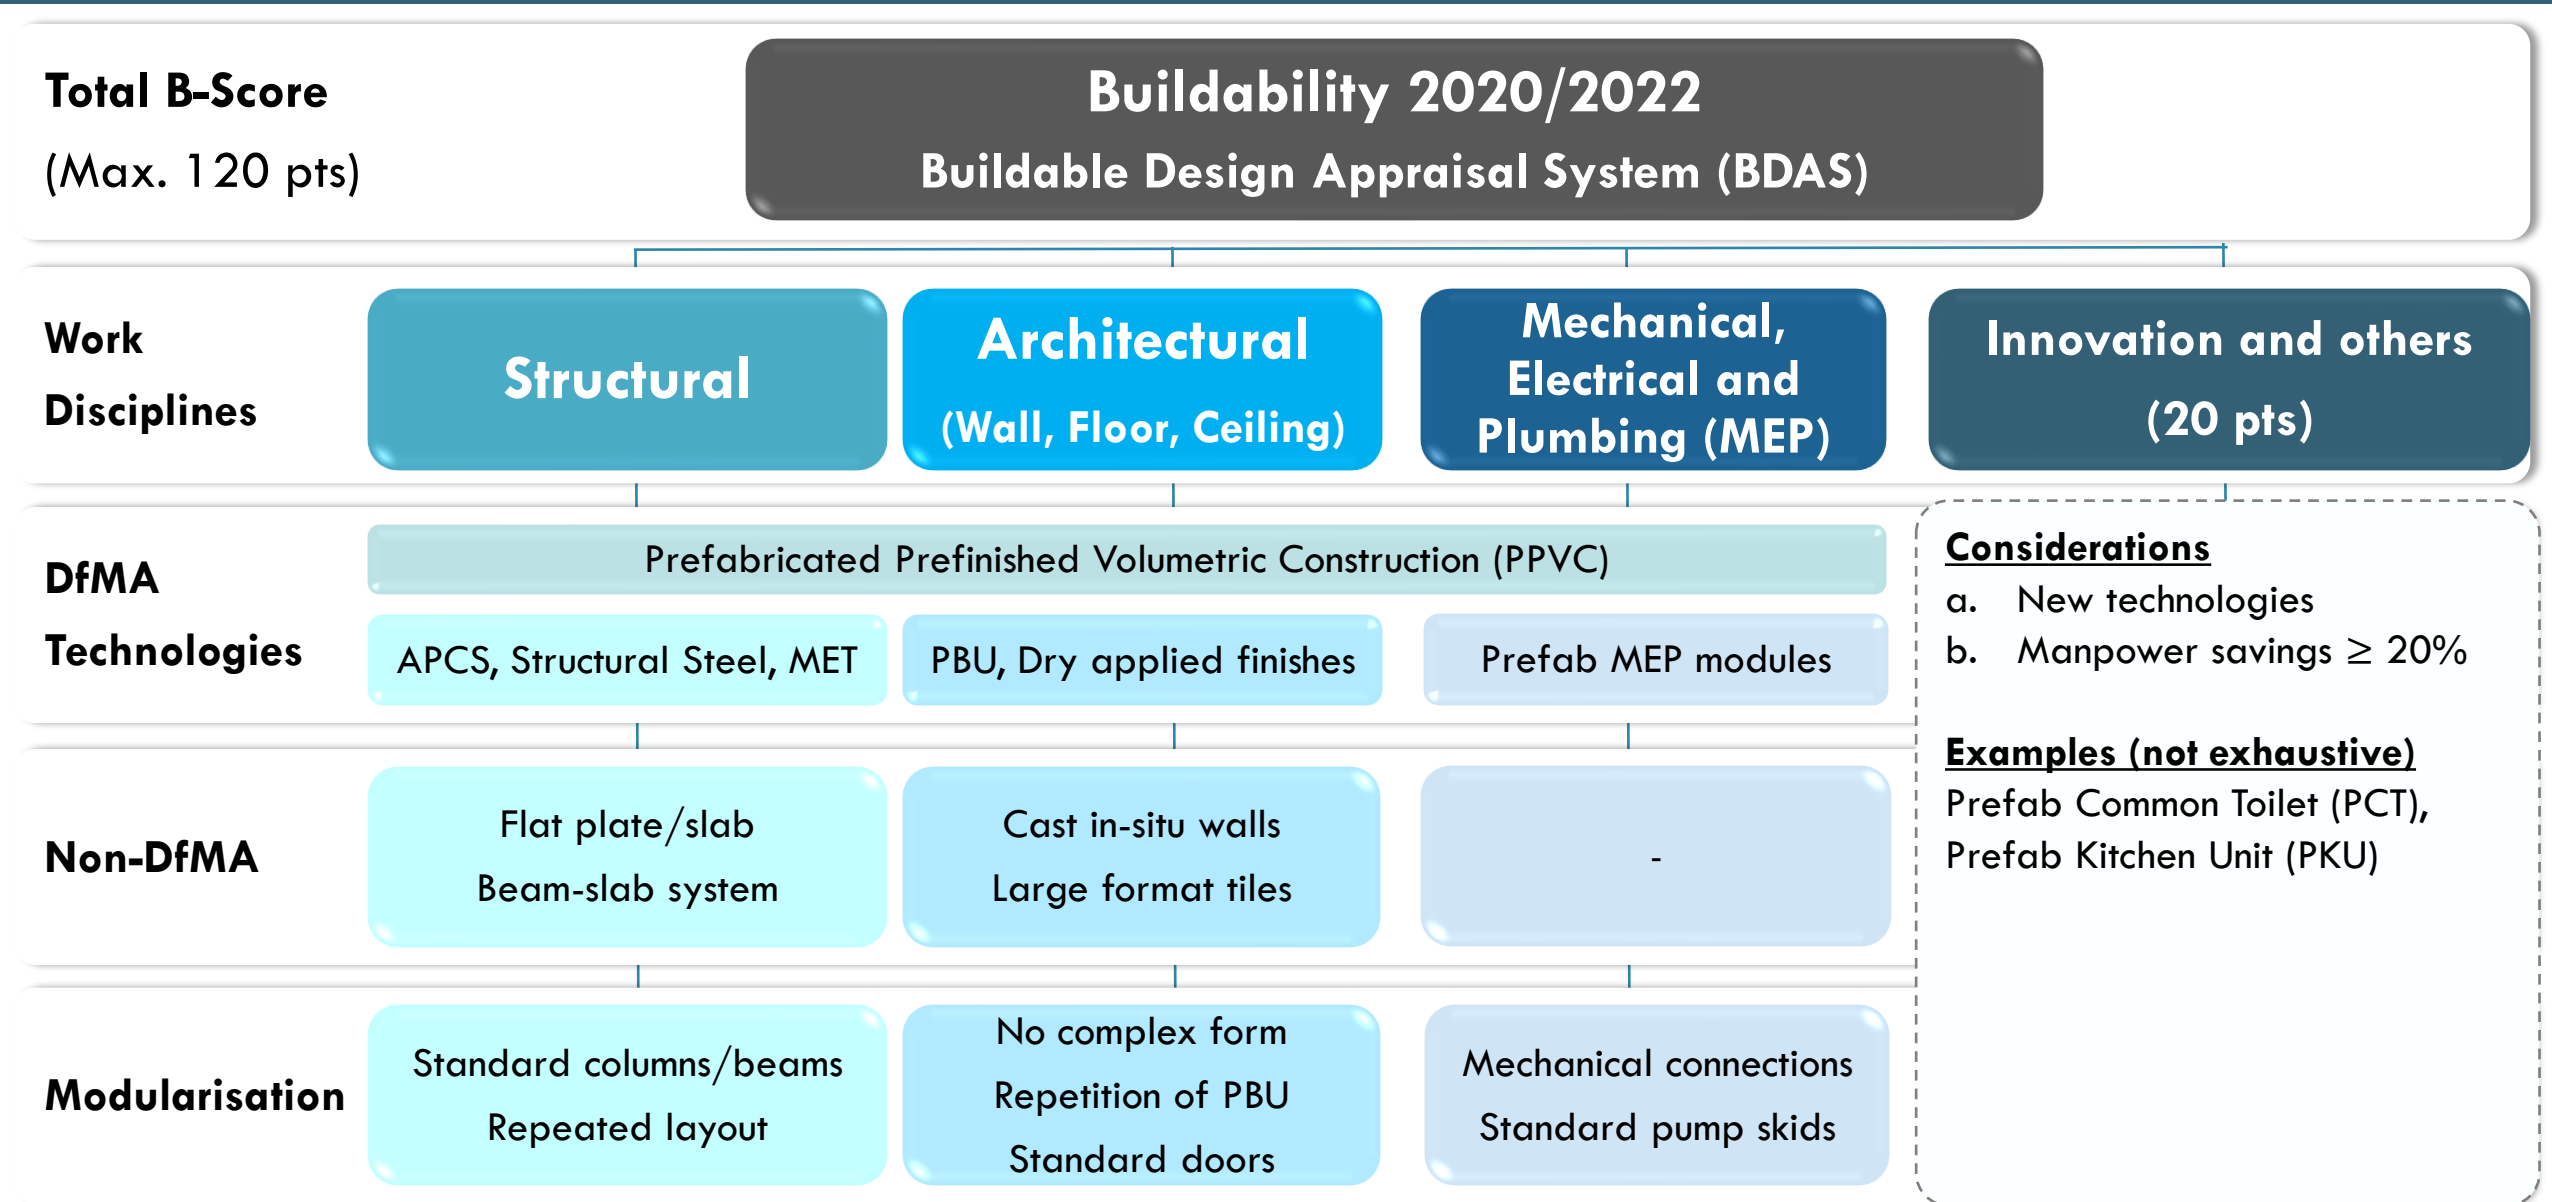 Total B-Score
(Max. 120 pts)
Buildability 2020/2022
Buildable Design Appraisal System (BDAS)
Work
Disciplines
Structural
Architectural
(Wall, Floor, Ceiling)
Mechanical,
Electrical and
Plumbing (MEP)
Innovation and others
(20 pts)
DfMA
Technologies
Prefabricated Prefinished Volumetric Construction (PPVC)
APCS, Structural Steel, MET
PBU, Dry applied finishes
Prefab MEP modules
Considerations
a. New technologies
b. Manpower savings ≥ 20%
Examples (not exhaustive)
Prefab Common Toilet (PCT),
Prefab Kitchen Unit (PKU)
Non-DfMA
Flat plate/slab
Beam-slab system
Cast in-situ walls
Large format tiles
-
Modularisation
Standard columns/beams
Repeated layout
No complex form
Repetition of PBU
Standard doors
Mechanical connections
Standard pump skids